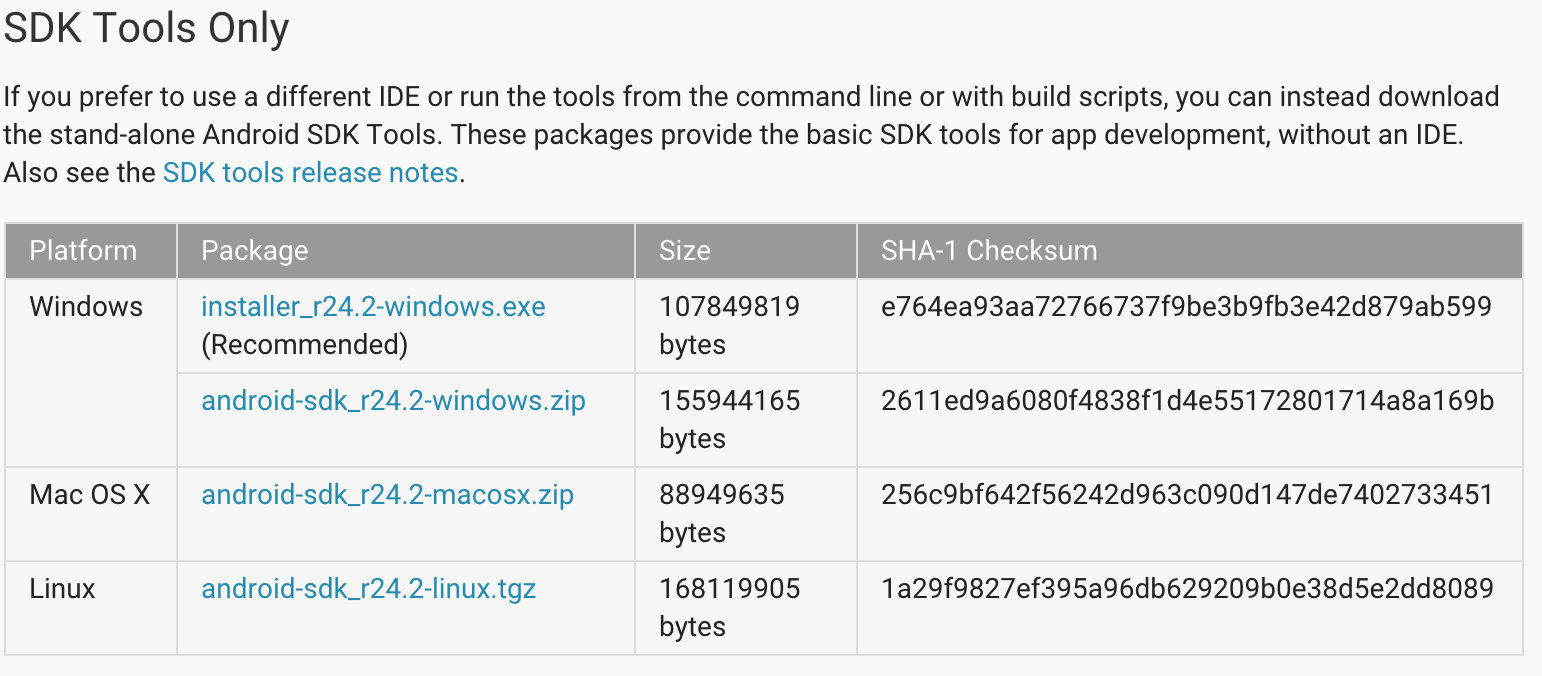 SDK Tools Only
If you prefer to use a different IDE or run the tools from the command line or with build scripts, you can instead download
the stand-alone Android SDK Tools. These packages provide the basic SDK tools for app development, without an IDE.
Also see the SDK tools release notes.
Platform Package Size SHA-1 Checksum
Windows installer_r24.2-windows.exe 107849819 e764ea93aa72766737f9be3b9fb3e42d879ab599
(Recommended) bytes
android-sdk_r24.2-windows.zip 155944165 2611ed9a6080f4838f1d4e55172801714a8a169b
bytes
Mac OS X android-sdk_r24.2-macosx.zip 88949635 256c9bf642f56242d963c090d147de7402733451
bytes
Linux android-sdk_r24.2-linux.tgz 168119905 1a29f9827ef395a96db629209b0e38d5e2dd8089
bytes